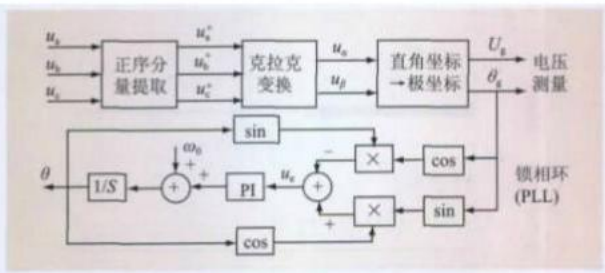 u_a u_a^+ u_α U_g
u_b 正序分量提取 u_b^+ 克拉克变换 直角坐标→极坐标 电压测量
u_c u_c^+ u_β θ_g
sin
ω_0 − × cos
θ 1/S + + + PI u_e + 锁相环(PLL)
+ × sin
cos